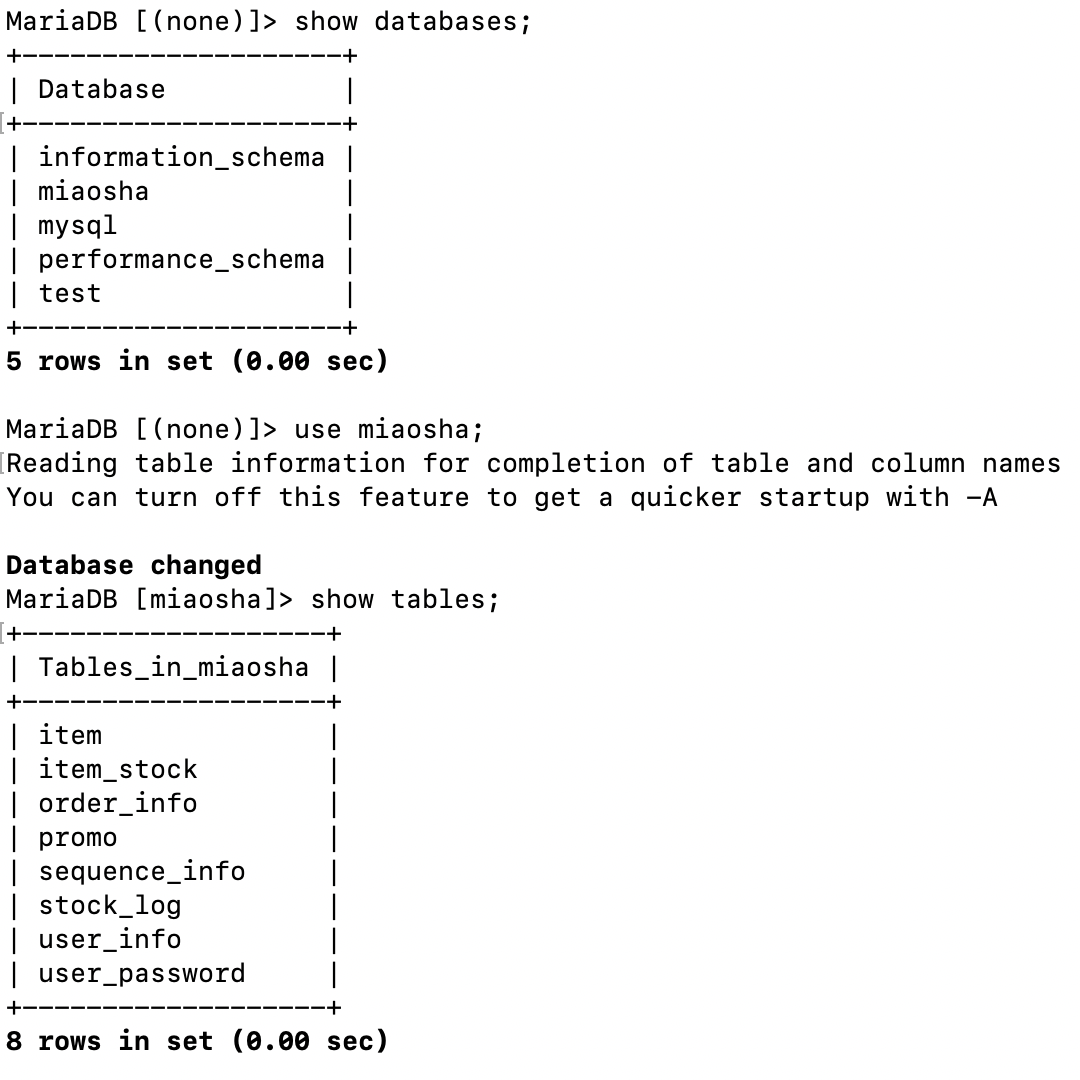 MariaDB [(none)]> show databases;
+--------------------+
| Database           |
+--------------------+
| information_schema |
| miaosha            |
| mysql              |
| performance_schema |
| test               |
+--------------------+
5 rows in set (0.00 sec)
MariaDB [(none)]> use miaosha;
Reading table information for completion of table and column names
You can turn off this feature to get a quicker startup with -A
Database changed
MariaDB [miaosha]> show tables;
+-------------------+
| Tables_in_miaosha |
+-------------------+
| item              |
| item_stock        |
| order_info        |
| promo             |
| sequence_info     |
| stock_log         |
| user_info         |
| user_password     |
+-------------------+
8 rows in set (0.00 sec)